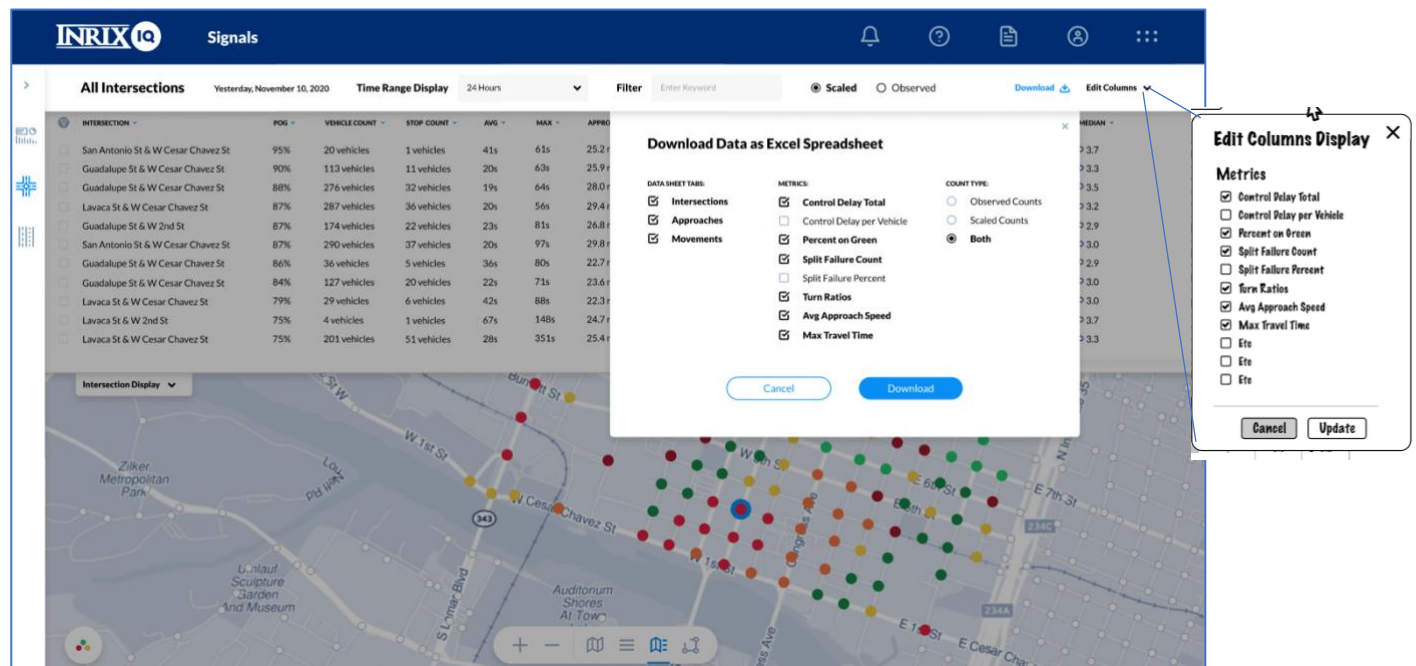 INRIX IQ Signals
All Intersections Yesterday, November 10, 2020 Time Range Display 24 Hours Filter Enter Keyword Scaled Observed Download Edit Columns
INTERSECTION POG VEHICLE COUNT STOP COUNT AVG MAX APPRO MEDIAN
San Antonio St & W Cesar Chavez St 95% 20 vehicles 1 vehicles 41s 61s 25.2 3.7
Guadalupe St & W Cesar Chavez St 90% 113 vehicles 11 vehicles 20s 63s 25.9 3.3
Guadalupe St & W Cesar Chavez St 88% 276 vehicles 32 vehicles 19s 64s 28.0 3.5
Lavaca St & W Cesar Chavez St 87% 287 vehicles 36 vehicles 20s 56s 29.4 3.2
Guadalupe St & W 2nd St 87% 174 vehicles 22 vehicles 23s 81s 26.8 2.9
San Antonio St & W Cesar Chavez St 87% 290 vehicles 37 vehicles 20s 97s 29.8 3.0
Guadalupe St & W Cesar Chavez St 86% 36 vehicles 5 vehicles 36s 80s 22.7 2.9
Guadalupe St & W Cesar Chavez St 84% 127 vehicles 20 vehicles 22s 71s 23.6 3.0
Lavaca St & W Cesar Chavez St 79% 29 vehicles 6 vehicles 42s 88s 22.3 3.0
Lavaca St & W 2nd St 75% 4 vehicles 1 vehicles 67s 148s 24.7 3.7
Lavaca St & W Cesar Chavez St 75% 201 vehicles 51 vehicles 28s 351s 25.4 3.3
Download Data as Excel Spreadsheet
DATA SHEET TABS: METRICS: COUNT TYPE:
Intersections Control Delay Total Observed Counts
Approaches Control Delay per Vehicle Scaled Counts
Movements Percent on Green Both
Split Failure Count
Split Failure Percent
Turn Ratios
Avg Approach Speed
Max Travel Time
Cancel Download
Edit Columns Display
Metrics
Control Delay Total
Control Delay per Vehicle
Percent on Green
Split Failure Count
Split Failure Percent
Turn Ratios
Avg Approach Speed
Max Travel Time
Etc
Etc
Etc
Cancel Update
Intersection Display
W 1st St
Zilker
Metropolitan
Park
343
W Cesar Chavez St
E 6th St
E 7th St
234C
W 1st St
Umlauf
Sculpture
Garden
And Museum
S Lamar Blvd
Auditorium
Shores
At Town
234A
E 1st St
E Cesar Cha